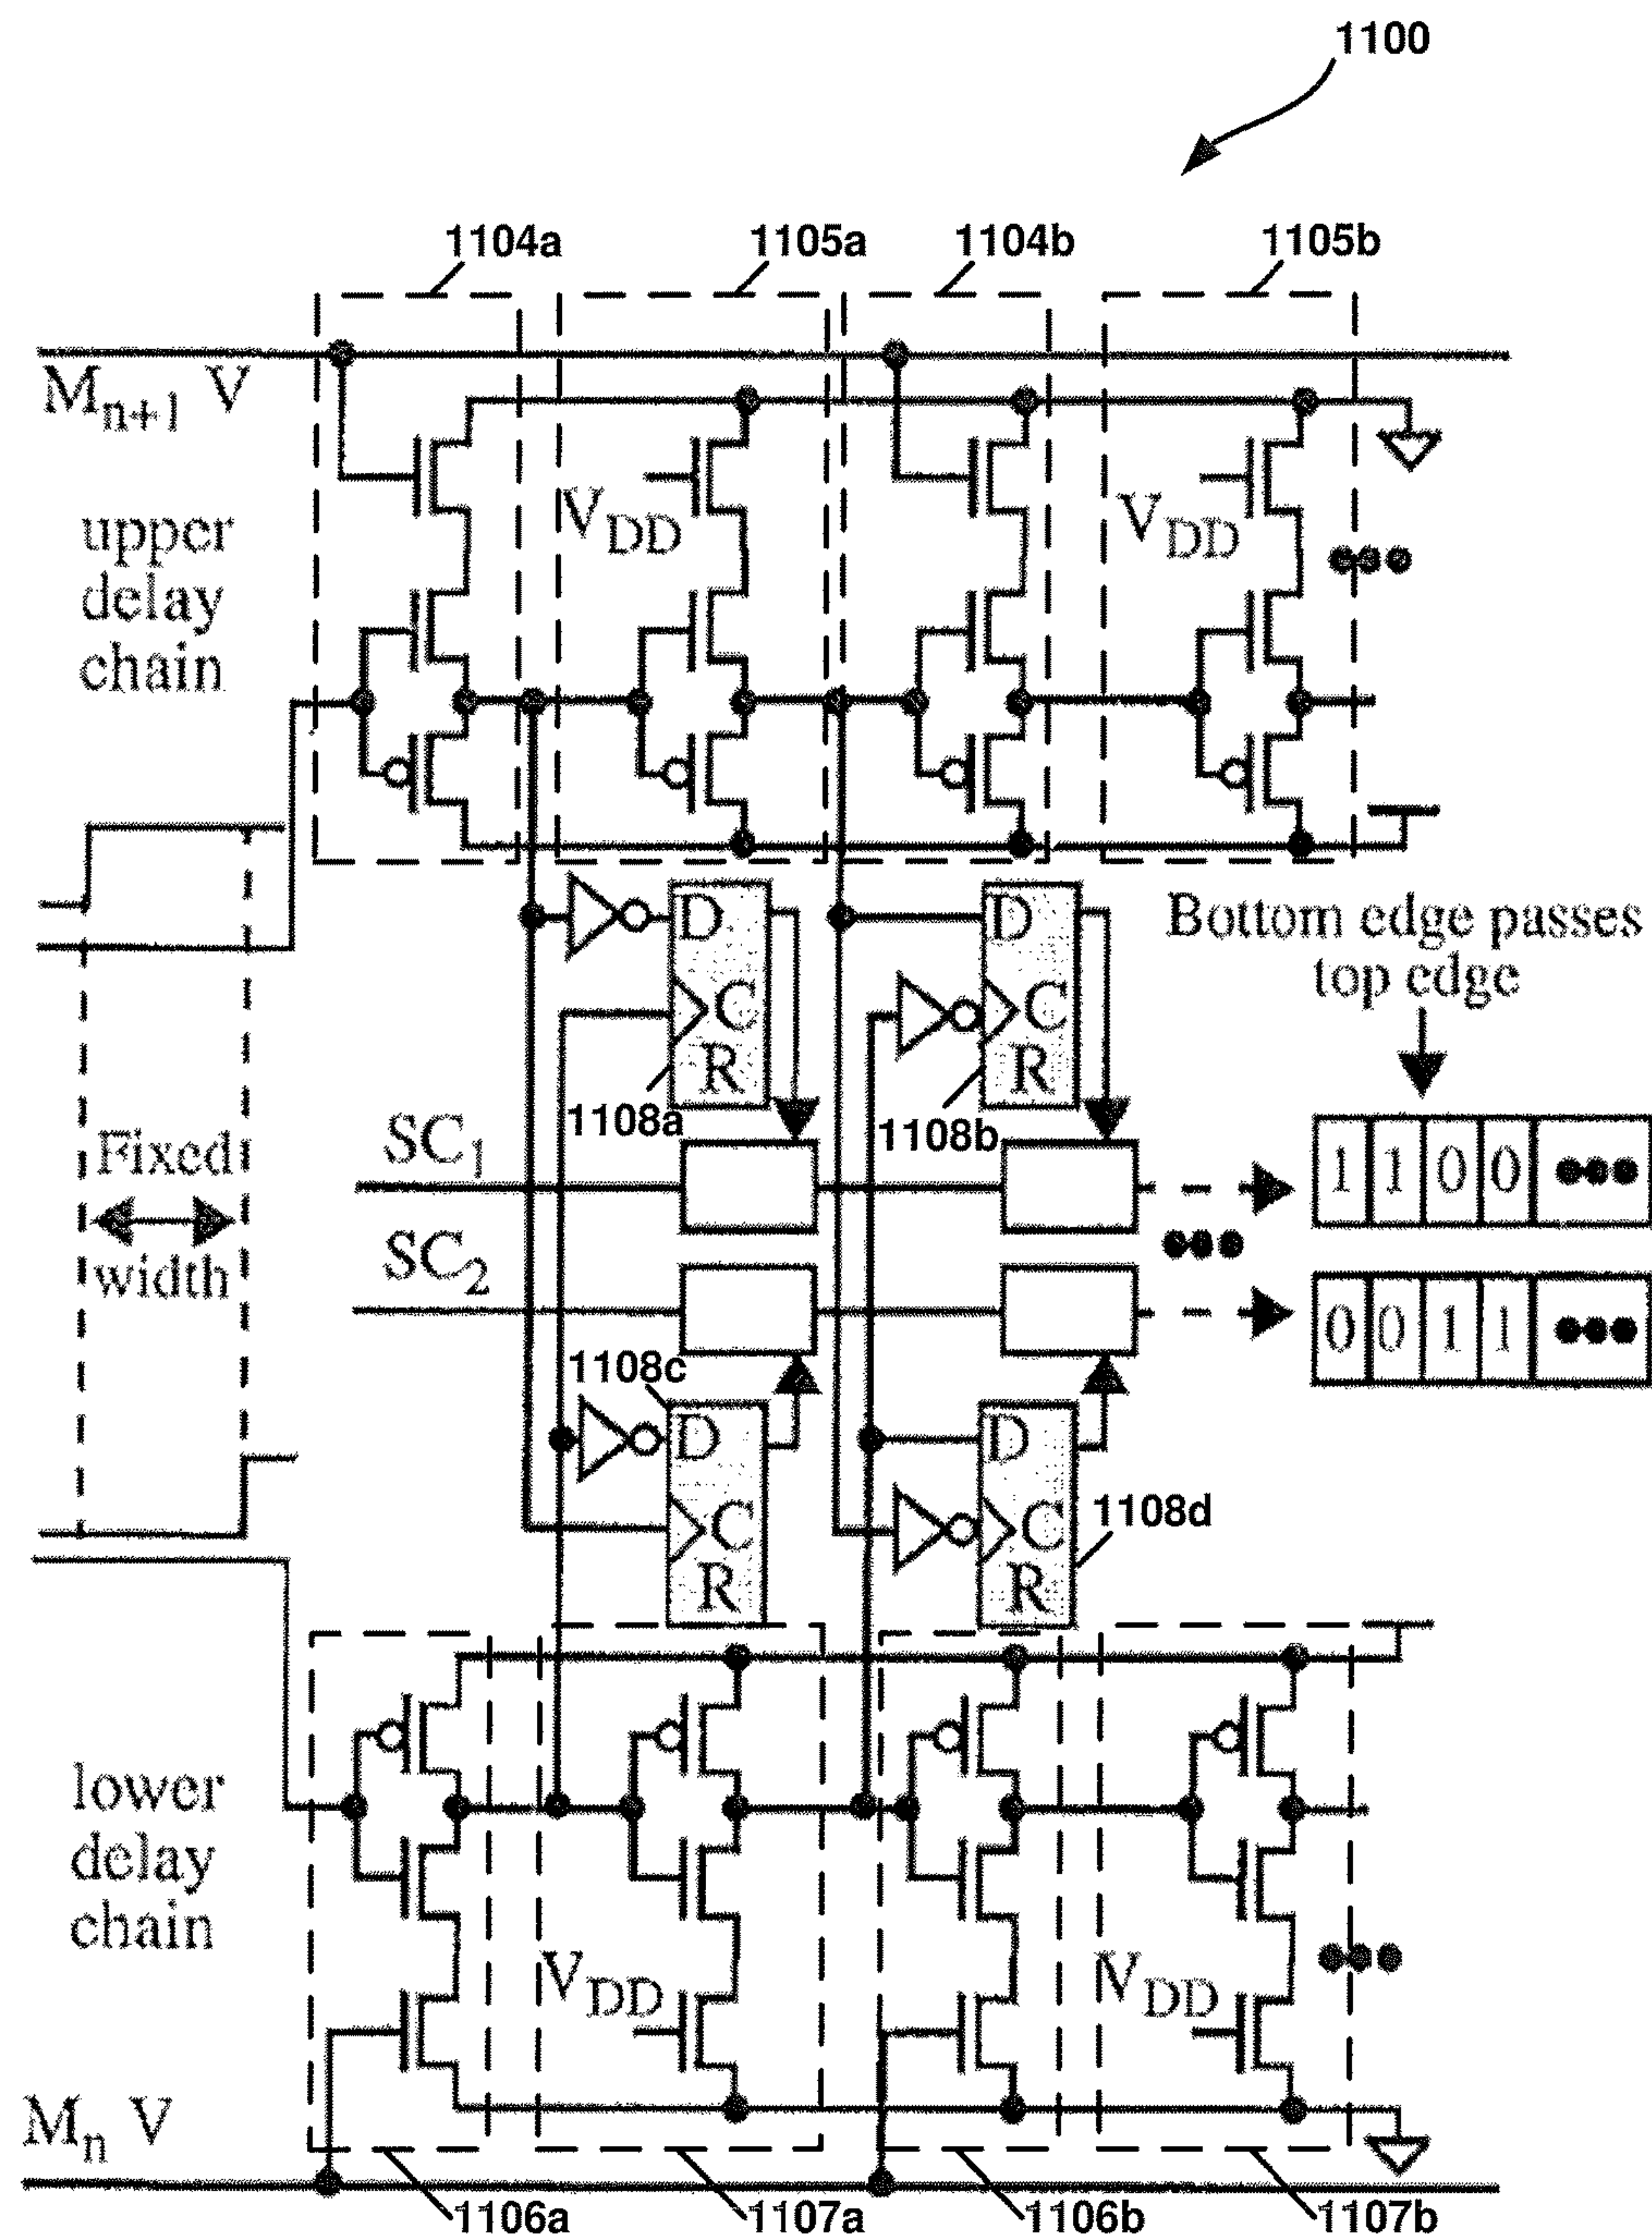 1100
1104a
1105a
1104b
1105b
Mn+1 V
upper
delay
chain
VDD
VDD
D
C
R
1108a
D
C
R
1108b
Bottom edge passes
top edge
Fixed
width
SC1
SC2
1 1 0 0
0 0 1 1
1108c
D
C
R
D
C
R
1108d
lower
delay
chain
VDD
VDD
Mn V
1106a
1107a
1106b
1107b